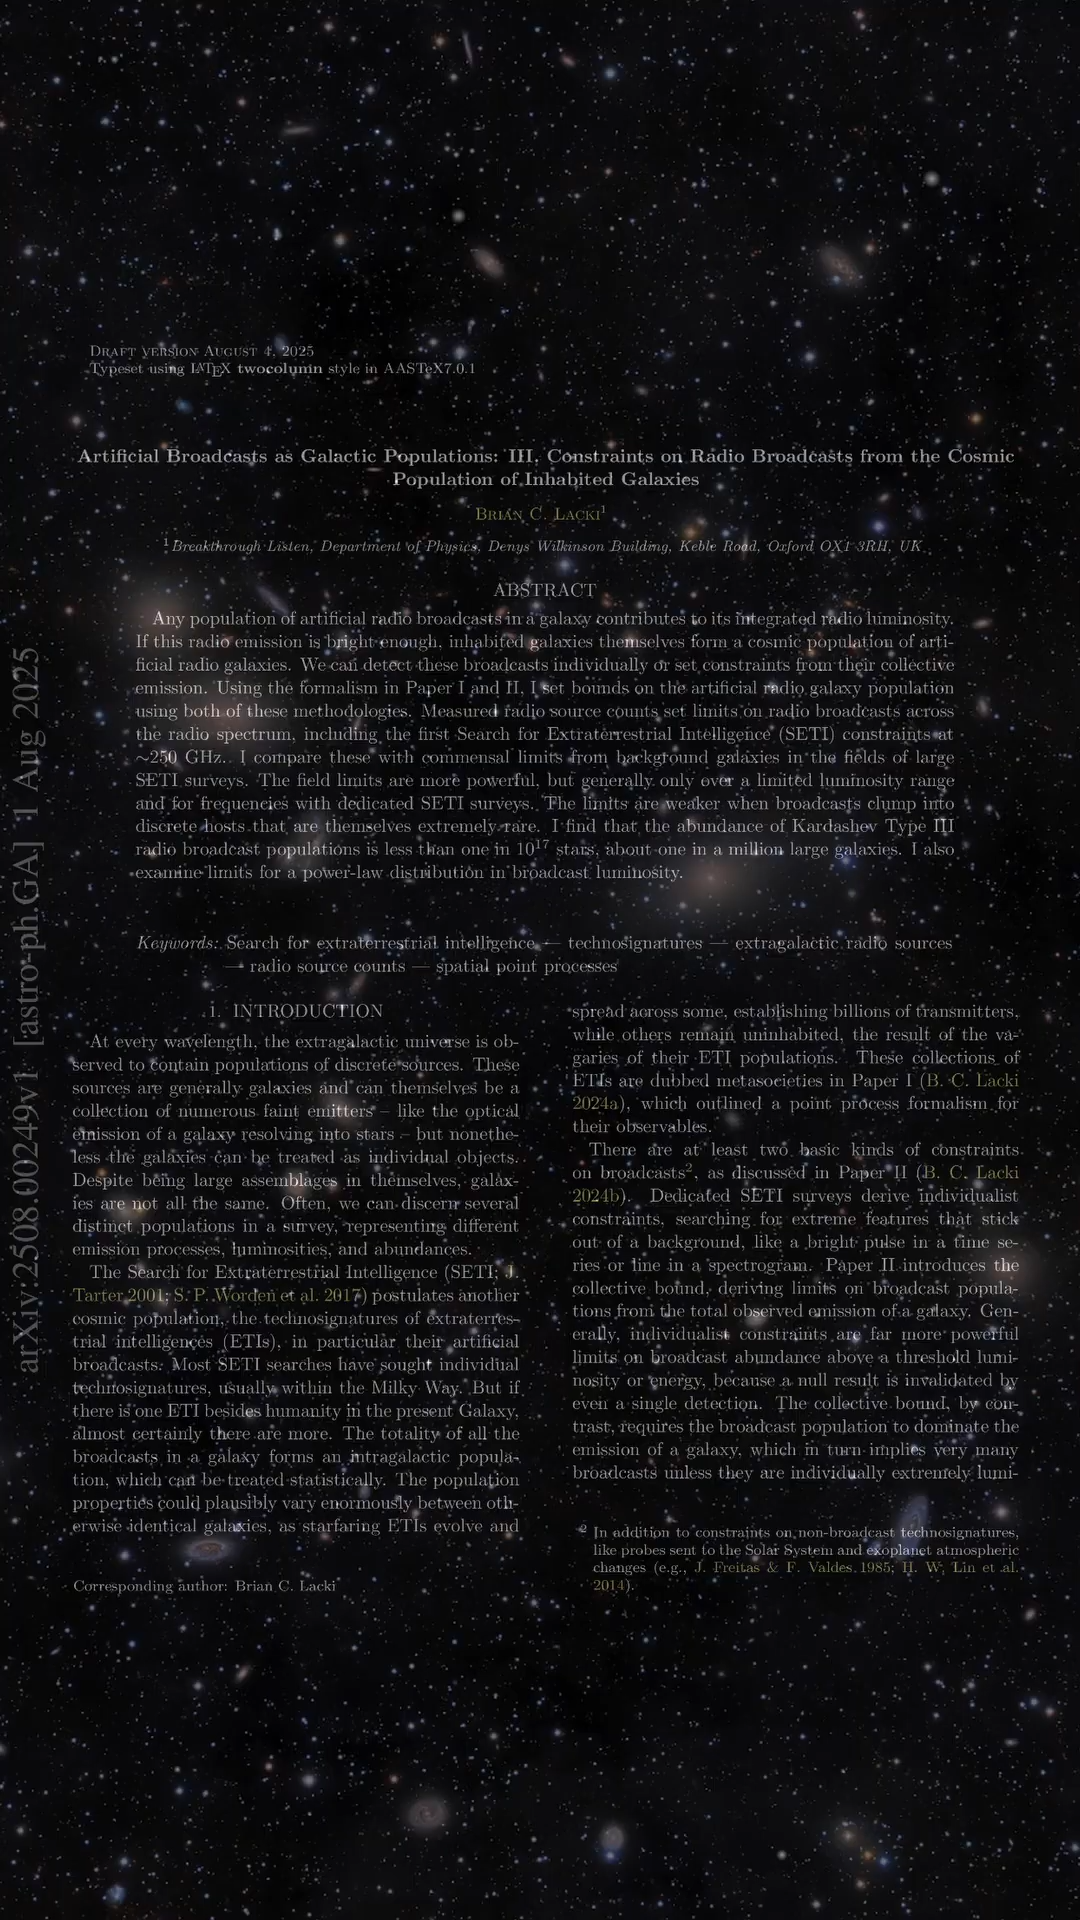 Draft version August 4, 2025
Typeset using LATEX twocolumn style in AASTeX7.0.1
Artificial Broadcasts as Galactic Populations: III. Constraints on Radio Broadcasts from the Cosmic
Population of Inhabited Galaxies
Brian C. Lacki¹
¹Breakthrough Listen, Department of Physics, Denys Wilkinson Building, Keble Road, Oxford OX1 3RH, UK
ABSTRACT
Any population of artificial radio broadcasts in a galaxy contributes to its integrated radio luminosity.
If this radio emission is bright enough, inhabited galaxies themselves form a cosmic population of arti-
ficial radio galaxies. We can detect these broadcasts individually or set constraints from their collective
emission. Using the formalism in Paper I and II, I set bounds on the artificial radio galaxy population
using both of these methodologies. Measured radio source counts set limits on radio broadcasts across
the radio spectrum, including the first Search for Extraterrestrial Intelligence (SETI) constraints at
~250 GHz. I compare these with commensal limits from background galaxies in the fields of large
SETI surveys. The field limits are more powerful, but generally only over a limited luminosity range
and for frequencies with dedicated SETI surveys. The limits are weaker when broadcasts clump into
discrete hosts that are themselves extremely rare. I find that the abundance of Kardashev Type III
radio broadcast populations is less than one in 10¹⁷ stars, about one in a million large galaxies. I also
examine limits for a power-law distribution in broadcast luminosity.
Keywords: Search for extraterrestrial intelligence — technosignatures — extragalactic radio sources
— radio source counts — spatial point processes
1. INTRODUCTION
At every wavelength, the extragalactic universe is ob-
served to contain populations of discrete sources. These
sources are generally galaxies and can themselves be a
collection of numerous faint emitters – like the optical
emission of a galaxy resolving into stars – but nonethe-
less the galaxies can be treated as individual objects.
Despite being large assemblages in themselves, galax-
ies are not all the same. Often, we can discern several
distinct populations in a survey, representing different
emission processes, luminosities, and abundances.
The Search for Extraterrestrial Intelligence (SETI; J.
Tarter 2001; S. P. Worden et al. 2017) postulates another
cosmic population, the technosignatures of extraterres-
trial intelligences (ETIs), in particular their artificial
broadcasts. Most SETI searches have sought individual
technosignatures, usually within the Milky Way. But if
there is one ETI besides humanity in the present Galaxy,
almost certainly there are more. The totality of all the
broadcasts in a galaxy forms an intragalactic popula-
tion, which can be treated statistically. The population
properties could plausibly vary enormously between oth-
erwise identical galaxies, as starfaring ETIs evolve and
Corresponding author: Brian C. Lacki
spread across some, establishing billions of transmitters,
while others remain uninhabited, the result of the va-
garies of their ETI populations. These collections of
ETIs are dubbed metasocieties in Paper I (B. C. Lacki
2024a), which outlined a point process formalism for
their observables.
There are at least two basic kinds of constraints
on broadcasts², as discussed in Paper II (B. C. Lacki
2024b). Dedicated SETI surveys derive individualist
constraints, searching for extreme features that stick
out of a background, like a bright pulse in a time se-
ries or line in a spectrogram. Paper II introduces the
collective bound, deriving limits on broadcast popula-
tions from the total observed emission of a galaxy. Gen-
erally, individualist constraints are far more powerful
limits on broadcast abundance above a threshold lumi-
nosity or energy, because a null result is invalidated by
even a single detection. The collective bound, by con-
trast, requires the broadcast population to dominate the
emission of a galaxy, which in turn implies very many
broadcasts unless they are individually extremely lumi-
² In addition to constraints on non-broadcast technosignatures,
like probes sent to the Solar System and exoplanet atmospheric
changes (e.g., J. Freitas & F. Valdes 1985; H. W. Lin et al.
2014).
arXiv:2508.00249v1 [astro-ph.GA] 1 Aug 2025